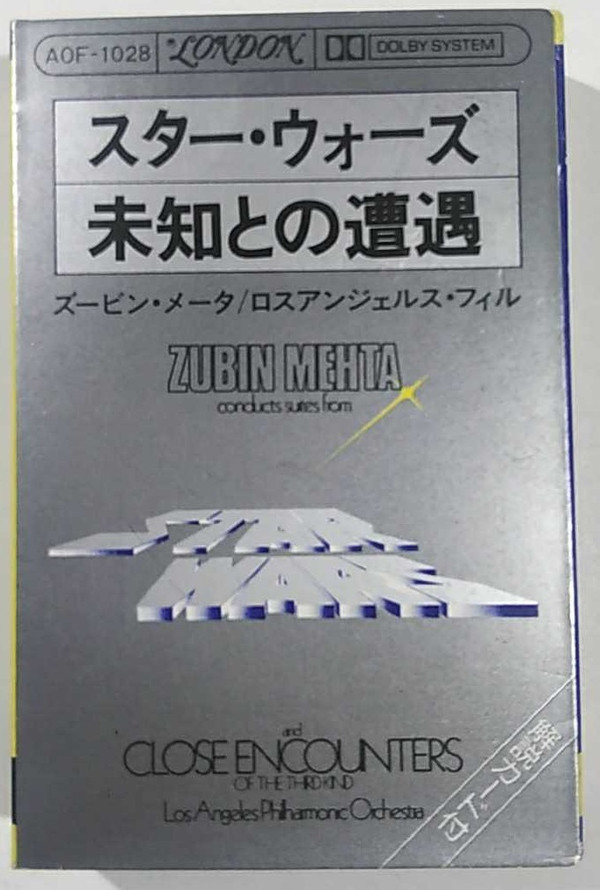 AOF-1028 LONDON DOLBY SYSTEM
スター・ウォーズ
未知との遭遇
ズービン・メータ/ロスアンジェルス・フィル
ZUBIN MEHTA
conducts suites from
STAR
WARS
and
CLOSE ENCOUNTERS
OF THE THIRD KIND
Los Angeles Philharmonic Orchestra
解説カード付